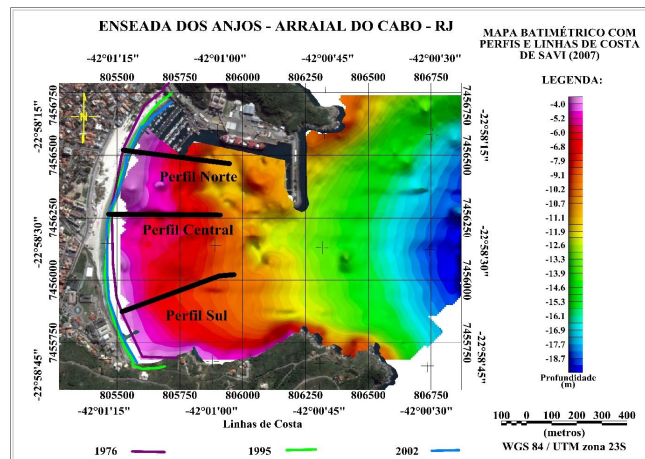 ENSEADA DOS ANJOS - ARRAIAL DO CABO - RJ
MAPA BATIMÉTRICO COM
PERFIS E LINHAS DE COSTA
DE SAVI (2007)
LEGENDA:
-42°01'15" -42°01'00" -42°00'45" -42°00'30"
805500 805750 806000 806250 806500 806750
7456750
7456500
7456250
7456000
7455750
-22°58'15"
-22°58'30"
-22°58'45"
N
Perfil Norte
Perfil Central
Perfil Sul
7456750
7456500
7456250
7456000
7455750
-22°58'15"
-22°58'30"
-22°58'45"
805500 805750 806000 806250 806500 806750
-42°01'15" -42°01'00" -42°00'45" -42°00'30"
-4.0
-5.2
-6.0
-6.8
-7.6
-8.3
-9.1
-9.9
-10.7
-11.5
-12.3
-13.1
-13.9
-14.7
-15.5
-16.3
-17.1
-17.9
-18.7
Profundidade
(m)
Linhas de Costa
1976 1995 2002
100 0 100 200 300 400
(metros)
WGS 84 / UTM zona 23S